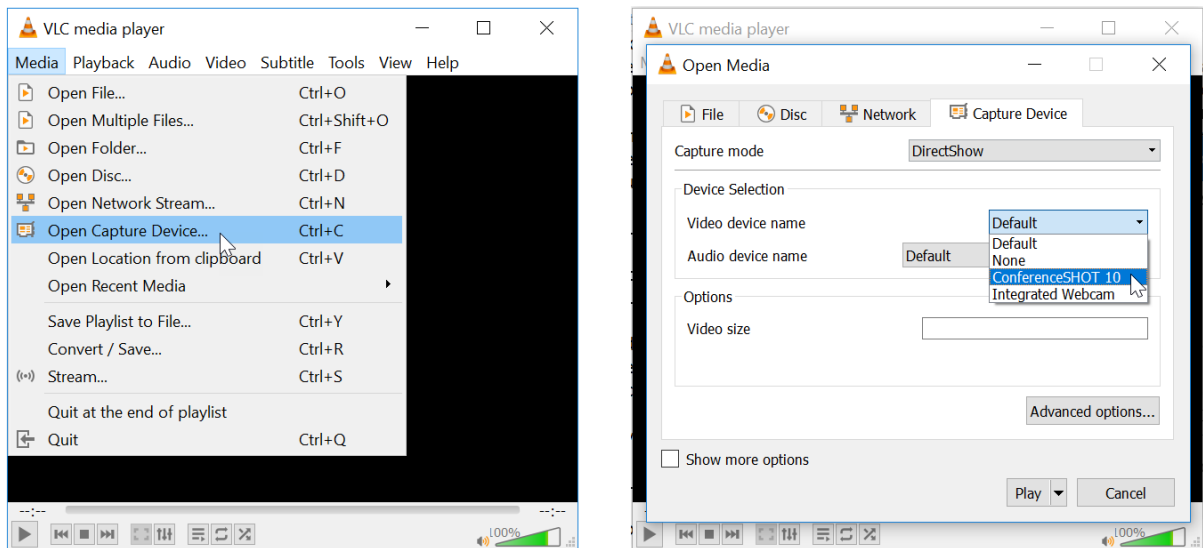 VLC media player
Media Playback Audio Video Subtitle Tools View Help
Open File... Ctrl+O
Open Multiple Files... Ctrl+Shift+O
Open Folder... Ctrl+F
Open Disc... Ctrl+D
Open Network Stream... Ctrl+N
Open Capture Device... Ctrl+C
Open Location from clipboard Ctrl+V
Open Recent Media
Save Playlist to File... Ctrl+Y
Convert / Save... Ctrl+R
Stream... Ctrl+S
Quit at the end of playlist
Quit Ctrl+Q
--:-- --:--
100%
VLC media player
Open Media
File Disc Network Capture Device
Capture mode DirectShow
Device Selection
Video device name Default
Default
None
ConferenceSHOT 10
Integrated Webcam
Audio device name Default
Options
Video size
Advanced options...
Show more options
Play Cancel
100%